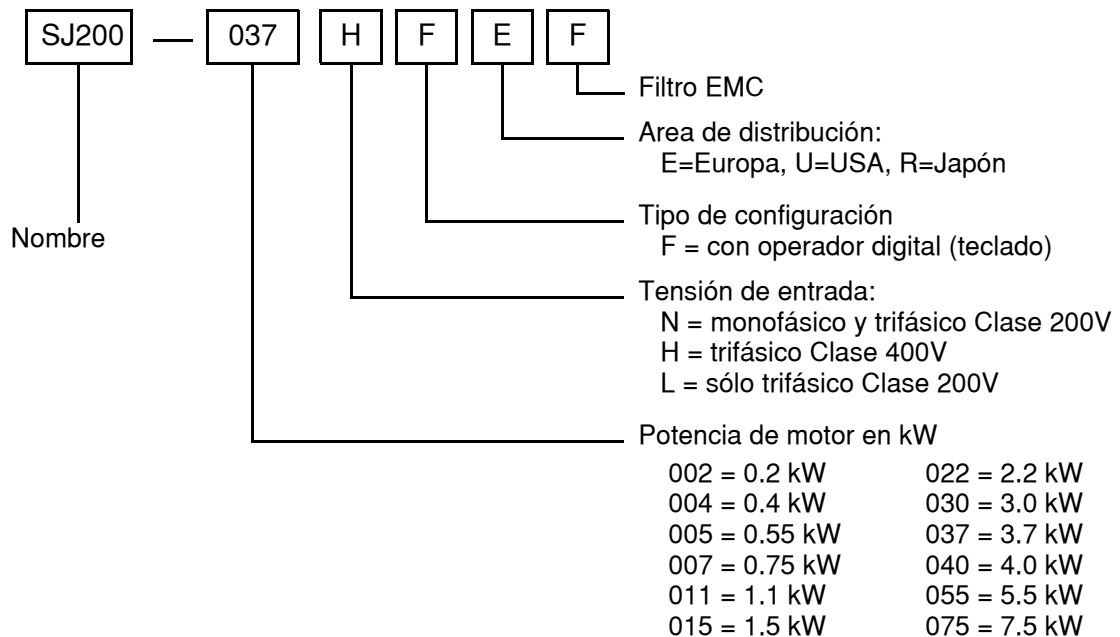 SJ200 — 037 H F E F
Filtro EMC
Area de distribución:
E=Europa, U=USA, R=Japón
Nombre
Tipo de configuración
F = con operador digital (teclado)
Tensión de entrada:
N = monofásico y trifásico Clase 200V
H = trifásico Clase 400V
L = sólo trifásico Clase 200V
Potencia de motor en kW
002 = 0.2 kW 022 = 2.2 kW
004 = 0.4 kW 030 = 3.0 kW
005 = 0.55 kW 037 = 3.7 kW
007 = 0.75 kW 040 = 4.0 kW
011 = 1.1 kW 055 = 5.5 kW
015 = 1.5 kW 075 = 7.5 kW